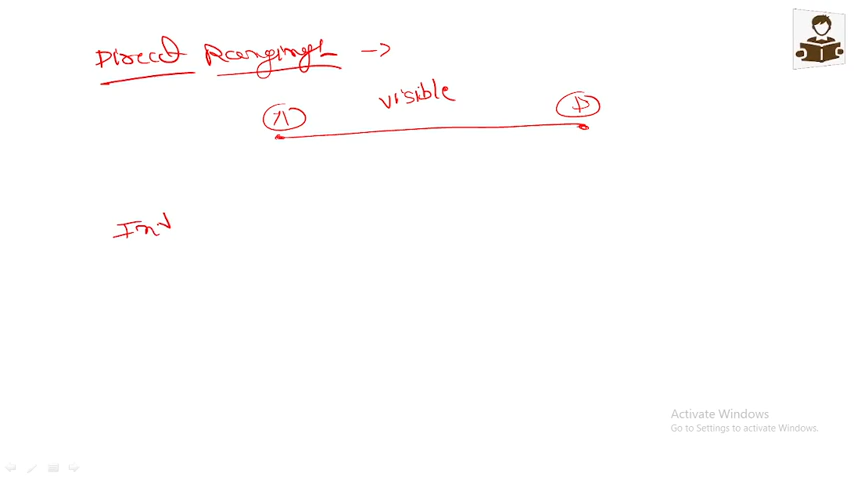 Direct Ranging :- →
visible
A
B
Inv
Activate Windows
Go to Settings to activate Windows.